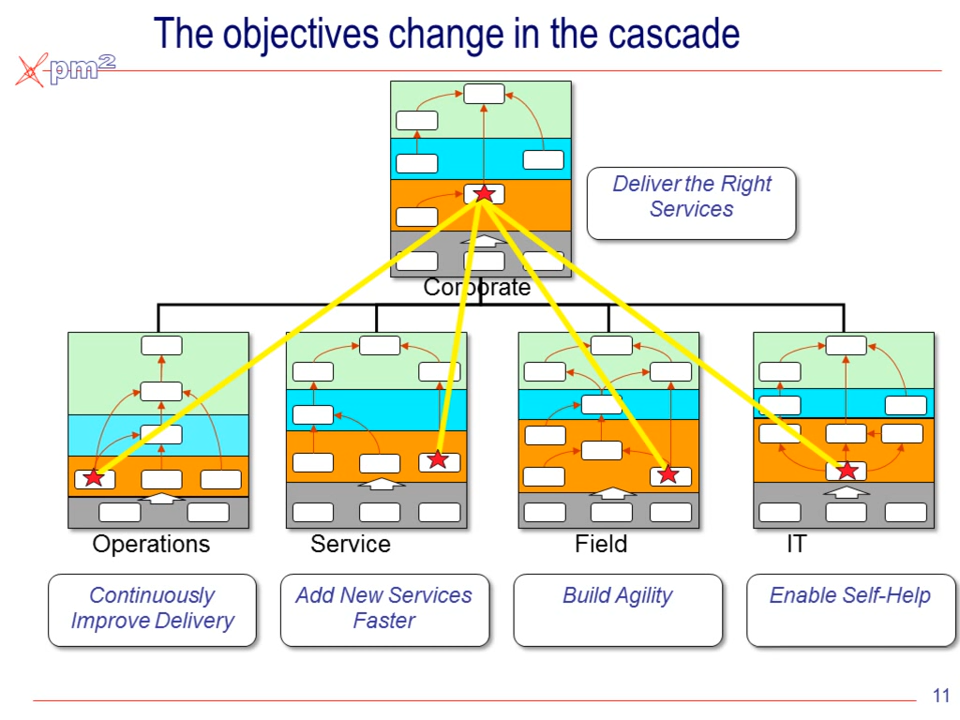 The objectives change in the cascade
pm²
Deliver the Right
Services
Corporate
Operations
Service
Field
IT
Continuously
Improve Delivery
Add New Services
Faster
Build Agility
Enable Self-Help
11